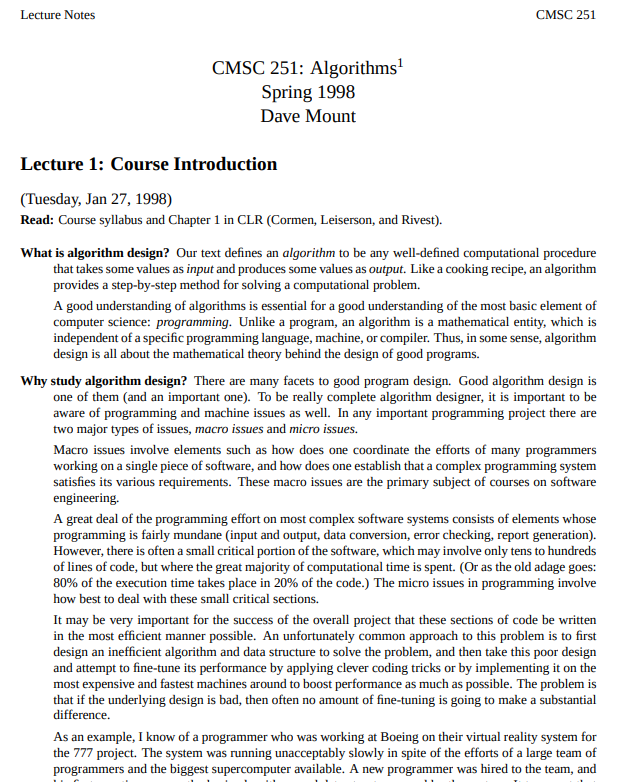 Lecture Notes CMSC 251
CMSC 251: Algorithms1
Spring 1998
Dave Mount
Lecture 1: Course Introduction
(Tuesday, Jan 27, 1998)
Read: Course syllabus and Chapter 1 in CLR (Cormen, Leiserson, and Rivest).
What is algorithm design? Our text defines an algorithm to be any well-defined computational procedure
that takes some values as input and produces some values as output. Like a cooking recipe, an algorithm
provides a step-by-step method for solving a computational problem.
A good understanding of algorithms is essential for a good understanding of the most basic element of
computer science: programming. Unlike a program, an algorithm is a mathematical entity, which is
independent of a specific programming language, machine, or compiler. Thus, in some sense, algorithm
design is all about the mathematical theory behind the design of good programs.
Why study algorithm design? There are many facets to good program design. Good algorithm design is
one of them (and an important one). To be really complete algorithm designer, it is important to be
aware of programming and machine issues as well. In any important programming project there are
two major types of issues, macro issues and micro issues.
Macro issues involve elements such as how does one coordinate the efforts of many programmers
working on a single piece of software, and how does one establish that a complex programming system
satisfies its various requirements. These macro issues are the primary subject of courses on software
engineering.
A great deal of the programming effort on most complex software systems consists of elements whose
programming is fairly mundane (input and output, data conversion, error checking, report generation).
However, there is often a small critical portion of the software, which may involve only tens to hundreds
of lines of code, but where the great majority of computational time is spent. (Or as the old adage goes:
80% of the execution time takes place in 20% of the code.) The micro issues in programming involve
how best to deal with these small critical sections.
It may be very important for the success of the overall project that these sections of code be written
in the most efficient manner possible. An unfortunately common approach to this problem is to first
design an inefficient algorithm and data structure to solve the problem, and then take this poor design
and attempt to fine-tune its performance by applying clever coding tricks or by implementing it on the
most expensive and fastest machines around to boost performance as much as possible. The problem is
that if the underlying design is bad, then often no amount of fine-tuning is going to make a substantial
difference.
As an example, I know of a programmer who was working at Boeing on their virtual reality system for
the 777 project. The system was running unacceptably slowly in spite of the efforts of a large team of
programmers and the biggest supercomputer available. A new programmer was hired to the team, and